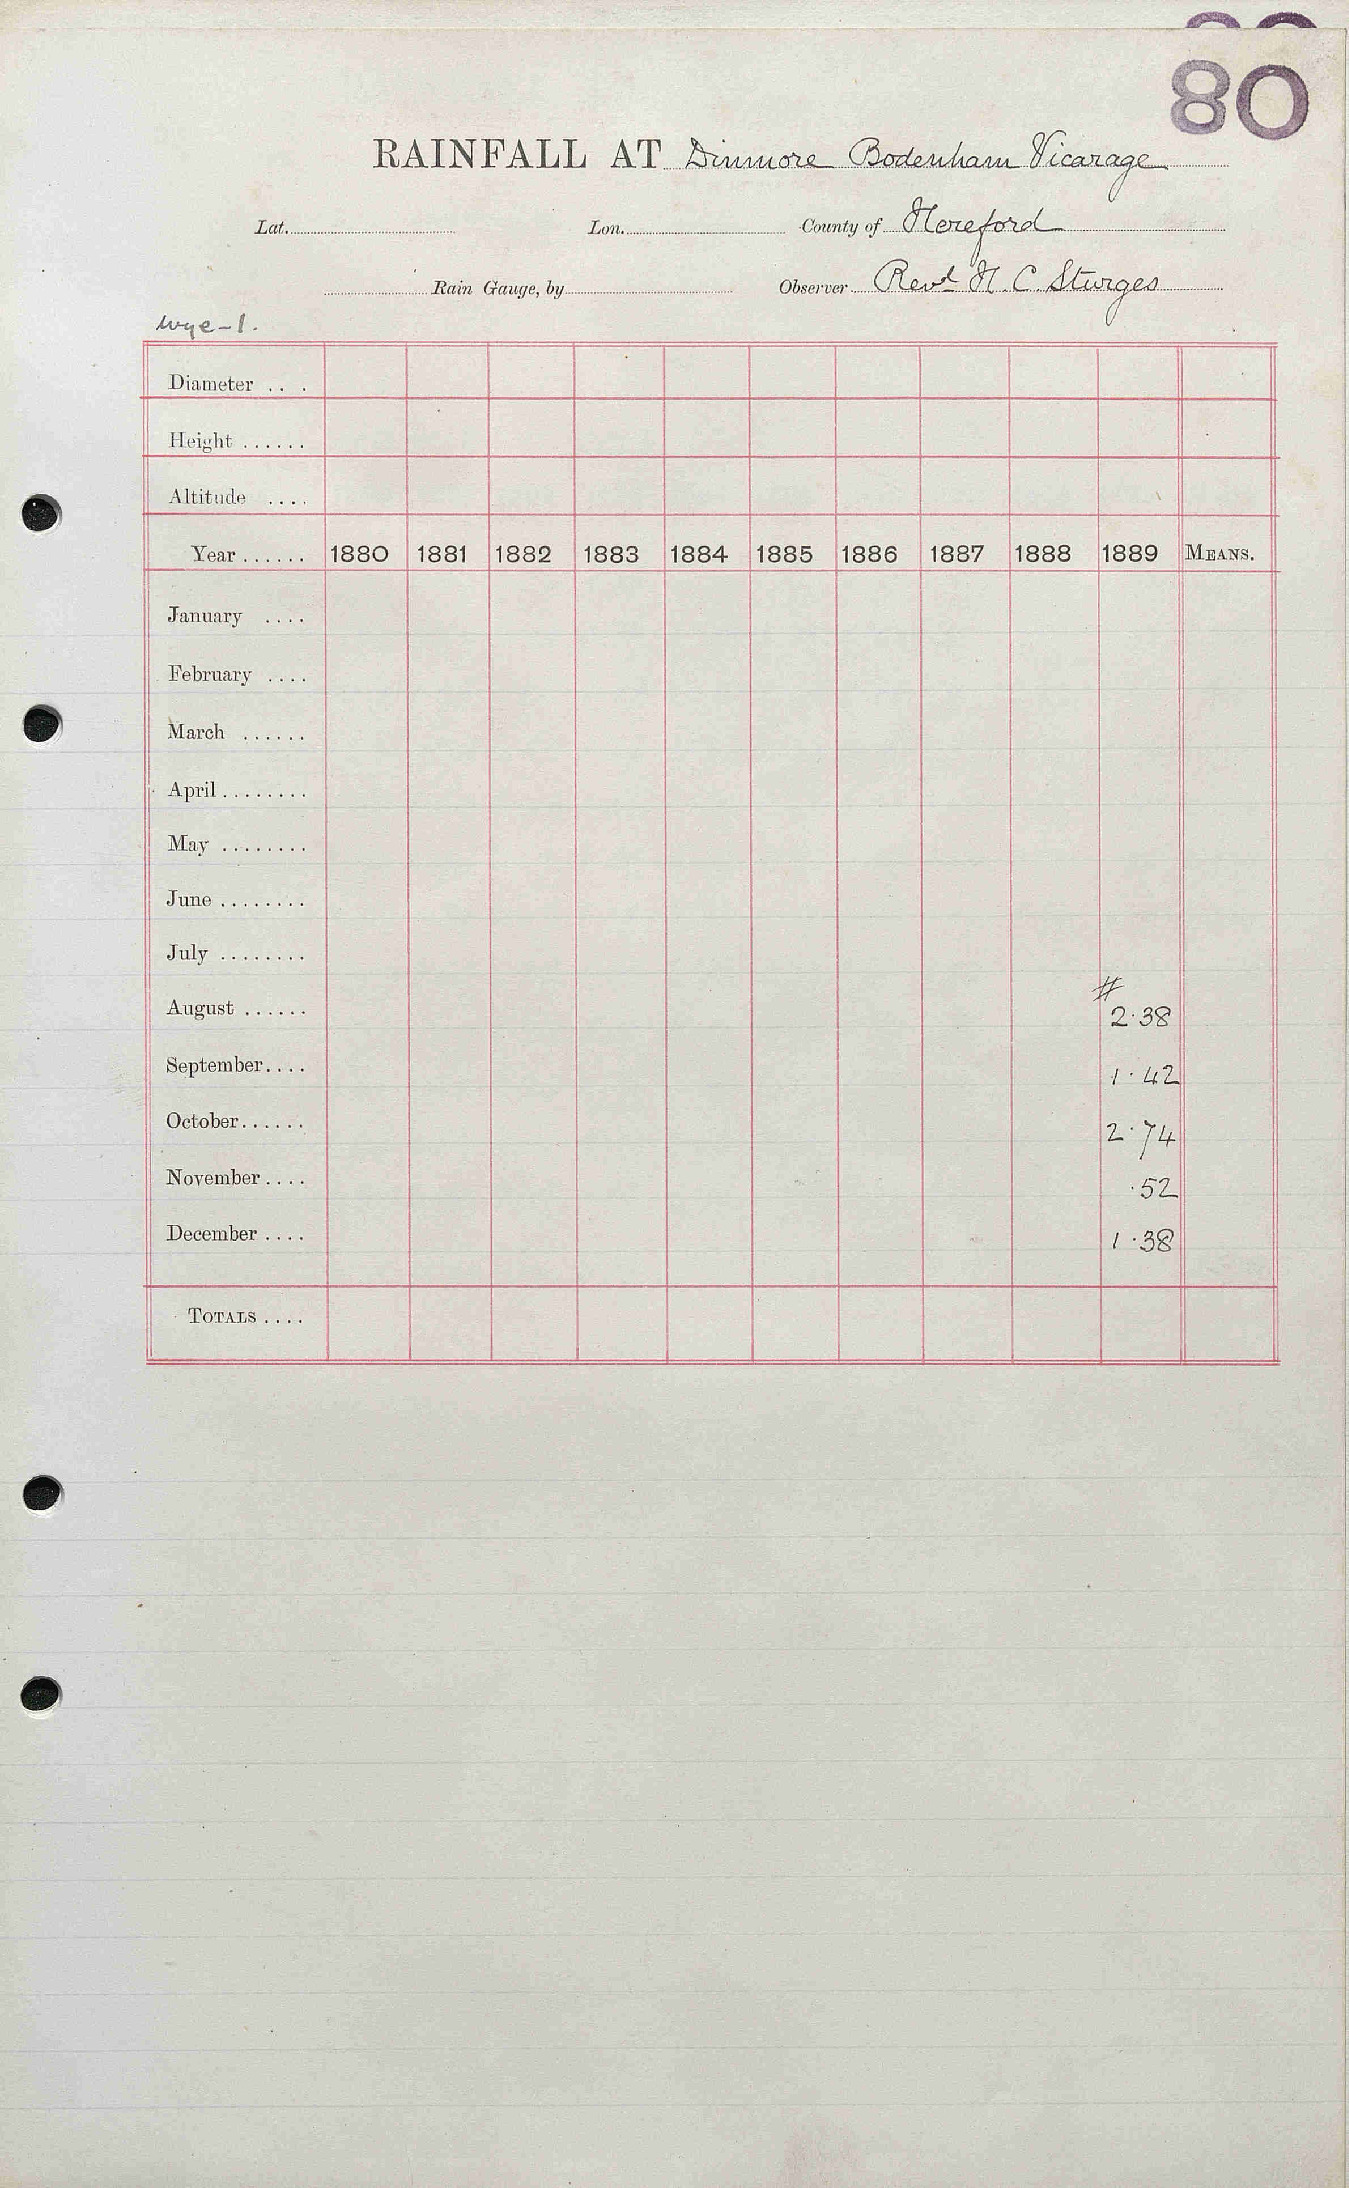 80
RAINFALL AT Dinmore Bodenham Vicarage
Lat. Lon. County of Hereford
Rain Gauge, by Observer Revd H. C. Sturges
Wye-1.
Diameter
Height
Altitude
Year 1880 1881 1882 1883 1884 1885 1886 1887 1888 1889 MEANS.
January
February
March
April
May
June
July
#
August 2.38
September 1.42
October 2.74
November .52
December 1.38
TOTALS